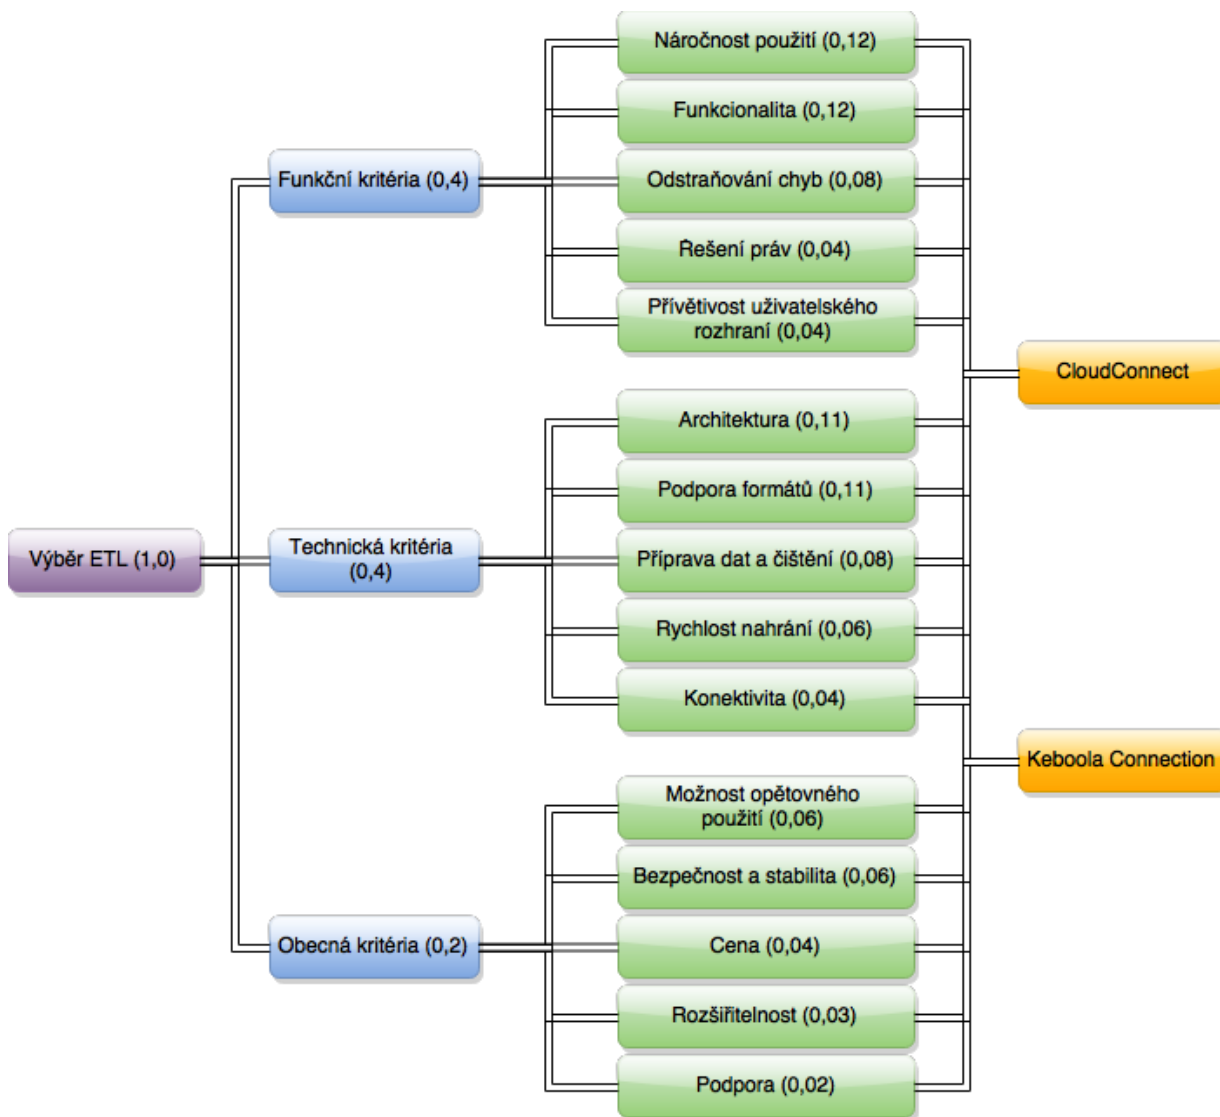 Výběr ETL (1,0)
Funkční kritéria (0,4)
Náročnost použití (0,12)
Funkcionalita (0,12)
Odstraňování chyb (0,08)
Řešení práv (0,04)
Přívětivost uživatelského
rozhraní (0,04)
Technická kritéria
(0,4)
Architektura (0,11)
Podpora formátů (0,11)
Příprava dat a čištění (0,08)
Rychlost nahrání (0,06)
Konektivita (0,04)
Obecná kritéria (0,2)
Možnost opětovného
použití (0,06)
Bezpečnost a stabilita (0,06)
Cena (0,04)
Rozšiřitelnost (0,03)
Podpora (0,02)
CloudConnect
Keboola Connection